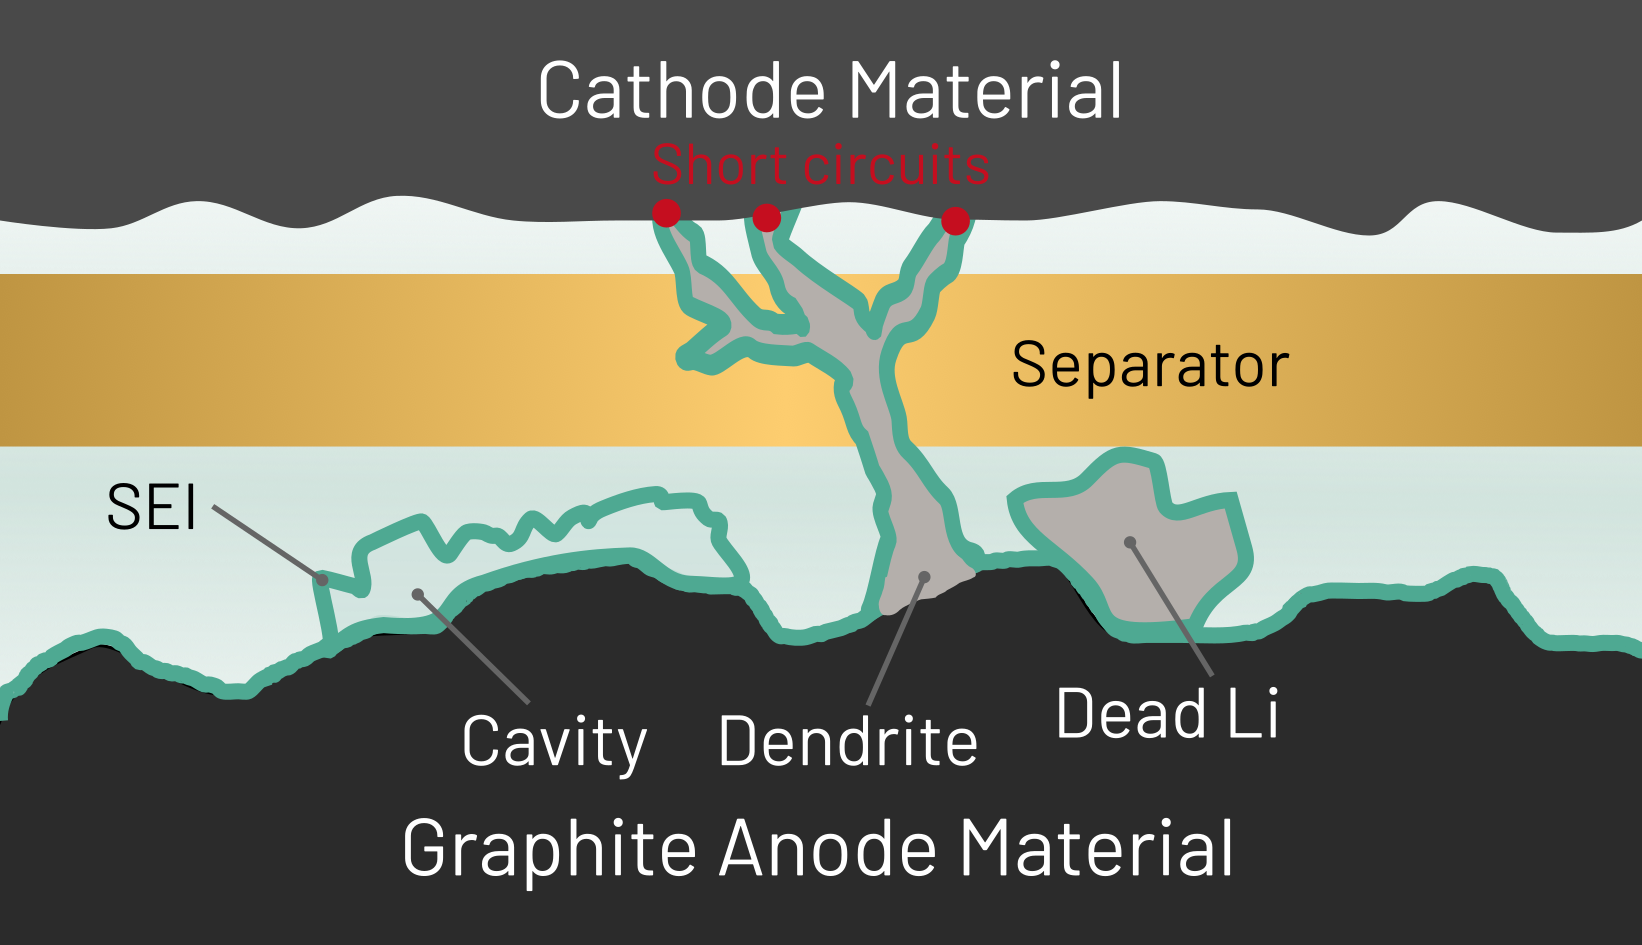 Cathode Material
Short circuits
Separator
SEI
Cavity
Dendrite
Dead Li
Graphite Anode Material